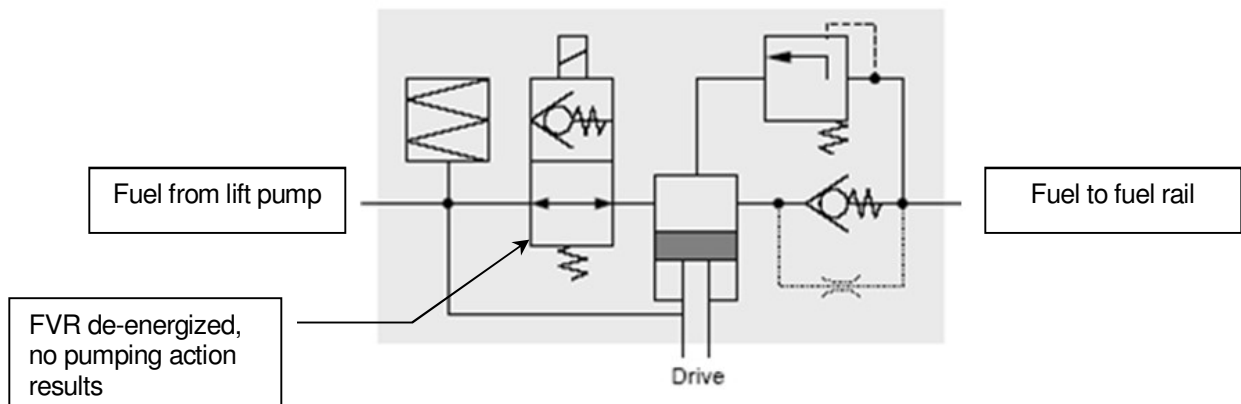 Fuel from lift pump
Fuel to fuel rail
FVR de-energized,
no pumping action
results
Drive